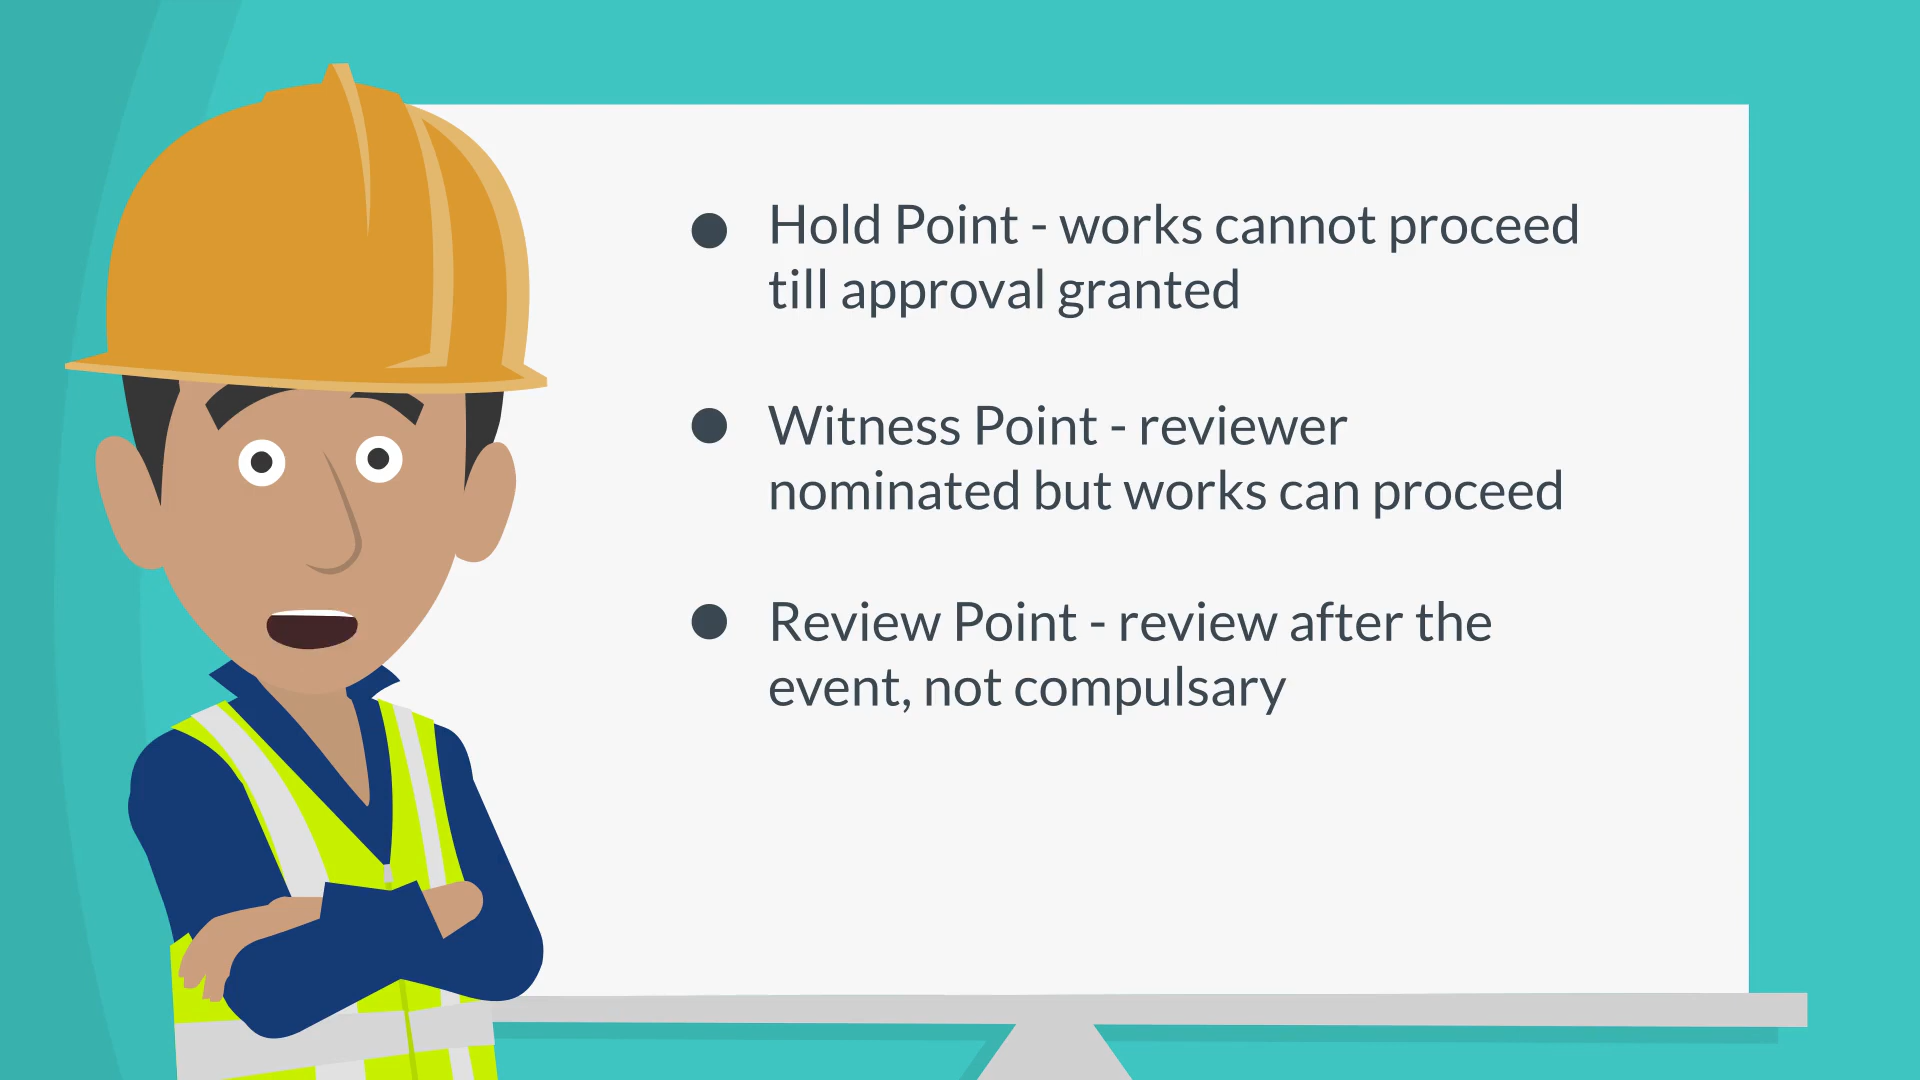 Hold Point - works cannot proceed
till approval granted
Witness Point - reviewer
nominated but works can proceed
Review Point - review after the
event, not compulsary